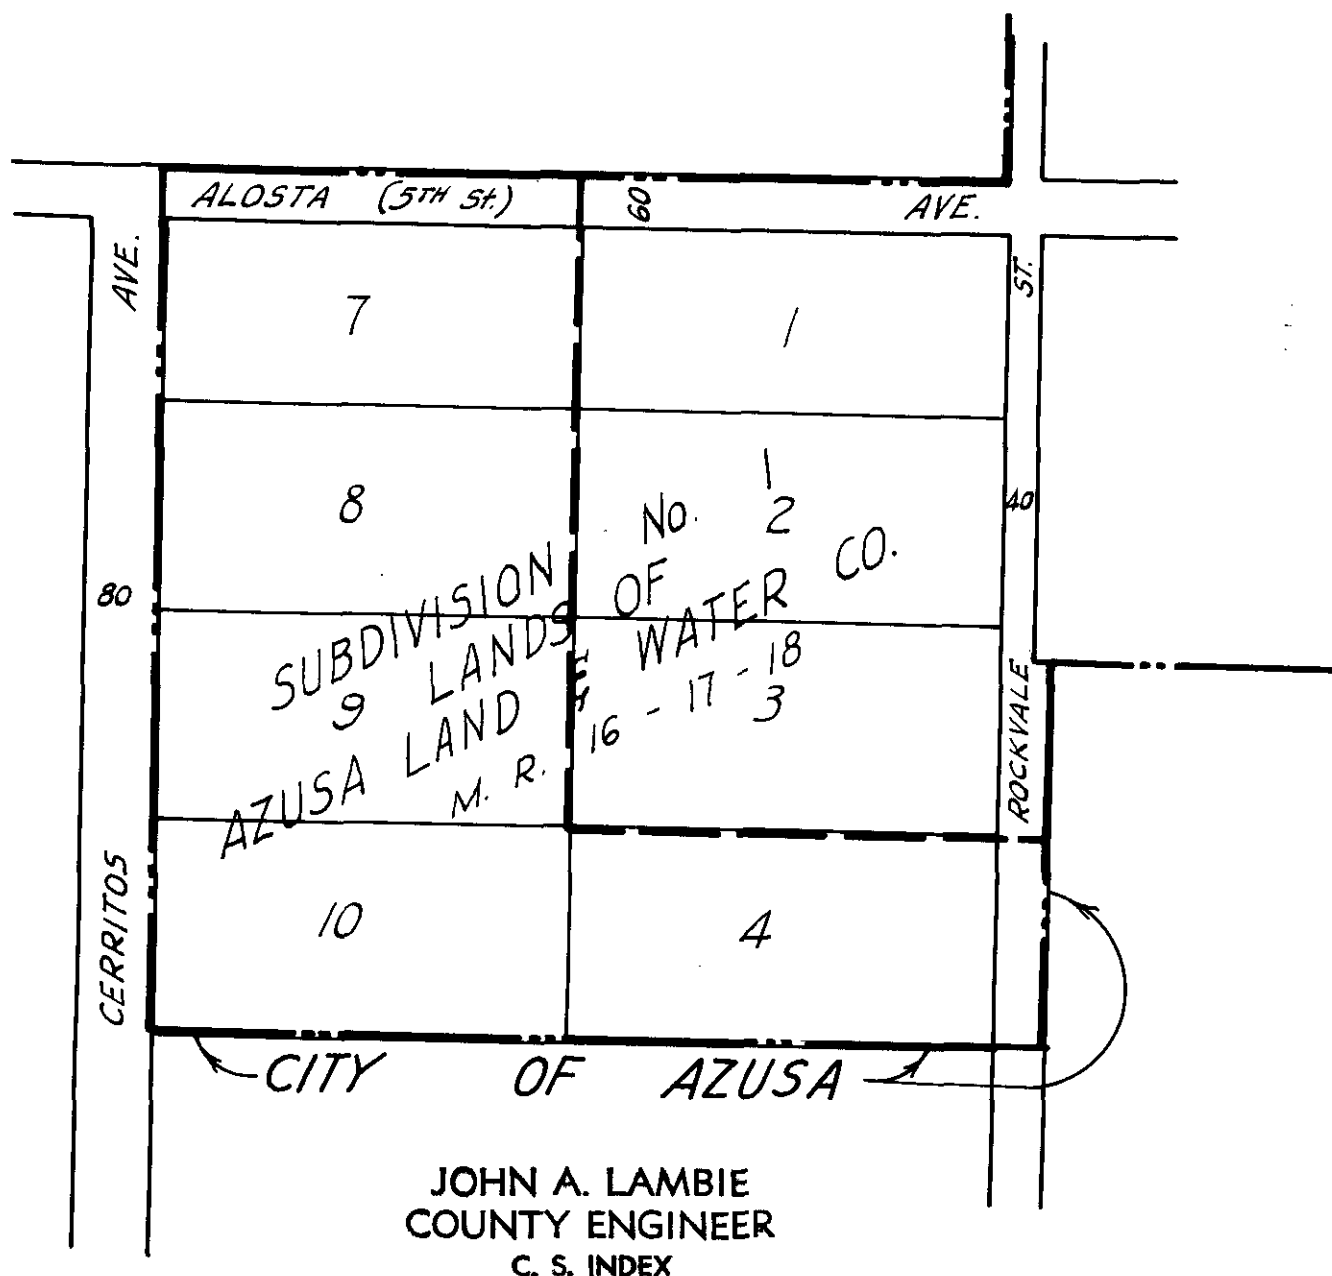 ALOSTA (5TH St.) 60 AVE.
AVE.
ST.
7
1
8
No. 1
2
40
80
SUBDIVISION OF
9 LANDS WATER CO.
AZUSA LAND
M. R. 16 - 17 - 18
3
ROCKVALE
CERRITOS
10
4
CITY OF AZUSA
JOHN A. LAMBIE
COUNTY ENGINEER
C. S. INDEX